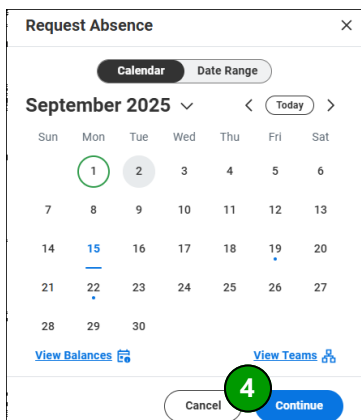 Request Absence
Calendar Date Range
September 2025 Today
Sun Mon Tue Wed Thu Fri Sat
1 2 3 4 5 6
7 8 9 10 11 12 13
14 15 16 17 18 19 20
21 22 23 24 25 26 27
28 29 30
View Balances View Teams
4
Cancel Continue